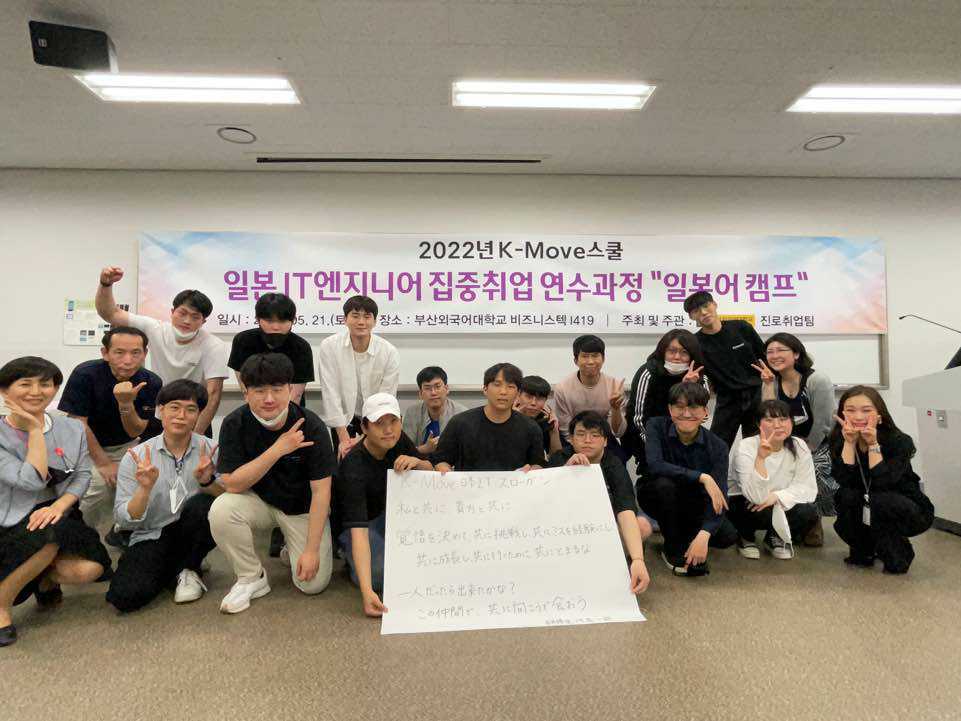 2022년 K-Move스쿨
일본 IT엔지니어 집중취업 연수과정 "일본어 캠프"
일시 : 05. 21.(토 장소 : 부산외국어대학교 비즈니스텍 I419 | 주최 및 주관 : 진로취업팀
K-Move 日本IT スローガン
私と共に、貴方と共に
覚悟を決めて、共に挑戦し、共にミスを経験にし
共に成長し、共に行くために 共にとまるな
一人だったら出来たかな?
この仲間で、共に向こうで会おう